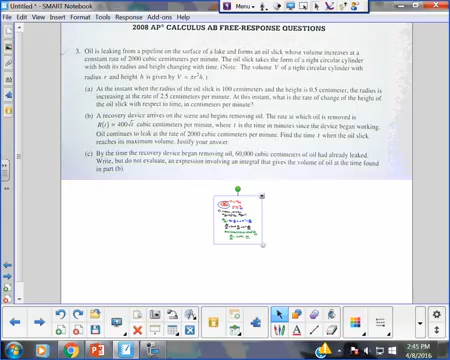 Untitled * - SMART Notebook
Menu
File Edit View Insert Format Tools Response Add-ons Help
2008 AP® CALCULUS AB FREE-RESPONSE QUESTIONS
3. Oil is leaking from a pipeline on the surface of a lake and forms an oil slick whose volume increases at a
constant rate of 2000 cubic centimeters per minute. The oil slick takes the form of a right circular cylinder
with both its radius and height changing with time. (Note: The volume V of a right circular cylinder with
radius r and height h is given by V = πr²h.)
(a) At the instant when the radius of the oil slick is 100 centimeters and the height is 0.5 centimeter, the radius is
increasing at the rate of 2.5 centimeters per minute. At this instant, what is the rate of change of the height of
the oil slick with respect to time, in centimeters per minute?
(b) A recovery device arrives on the scene and begins removing oil. The rate at which oil is removed is
R(t) = 400√t cubic centimeters per minute, where t is the time in minutes since the device began working.
Oil continues to leak at the rate of 2000 cubic centimeters per minute. Find the time t when the oil slick
reaches its maximum volume. Justify your answer.
(c) By the time the recovery device began removing oil, 60,000 cubic centimeters of oil had already leaked.
Write, but do not evaluate, an expression involving an integral that gives the volume of oil at the time found
in part (b)
2:45 PM
4/8/2016